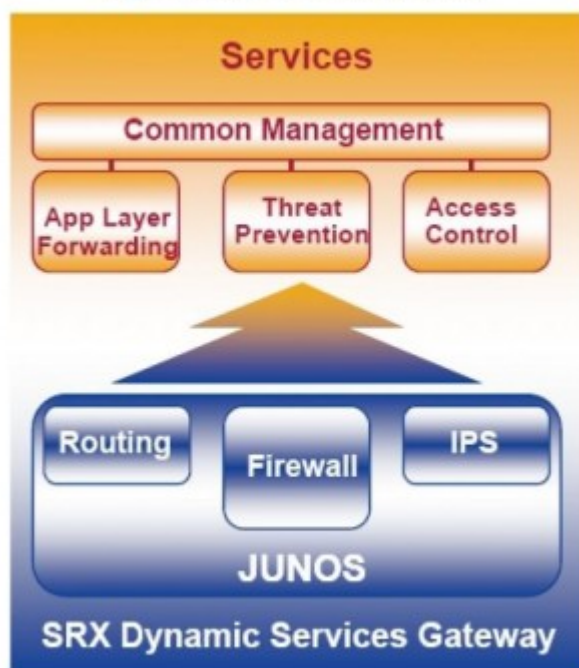 Services
Common Management
App Layer
Forwarding
Threat
Prevention
Access
Control
Routing
Firewall
IPS
JUNOS
SRX Dynamic Services Gateway